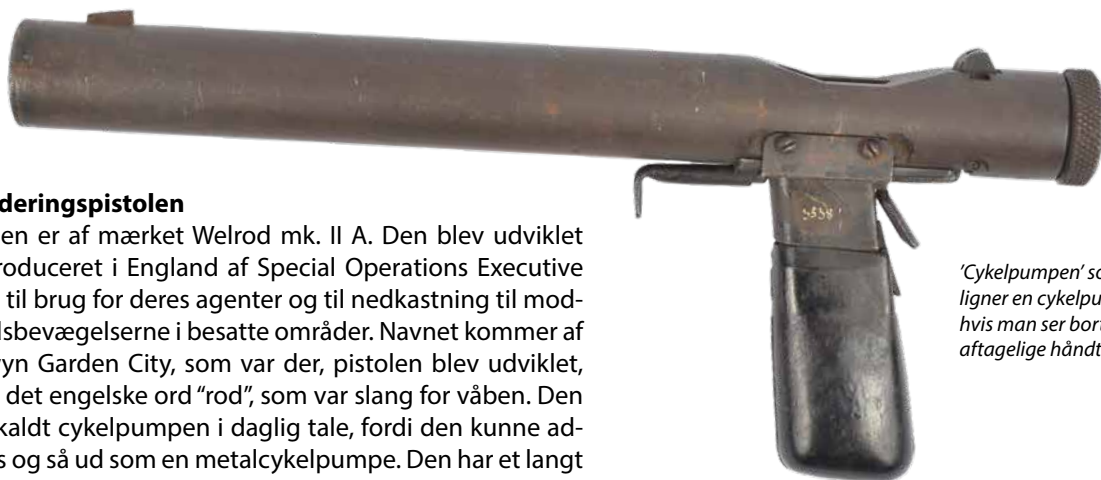 deringspistolen
en er af mærket Welrod mk. II A. Den blev udviklet
roduceret i England af Special Operations Executive
til brug for deres agenter og til nedkastning til mod-
lsbevægelserne i besatte områder. Navnet kommer af
yn Garden City, som var der, pistolen blev udviklet,
det engelske ord “rod”, som var slang for våben. Den
kaldt cykelpumpen i daglig tale, fordi den kunne ad-
s og så ud som en metalcykelpumpe. Den har et langt
’Cykelpumpen’ so
ligner en cykelpu
hvis man ser bort
aftagelige håndt